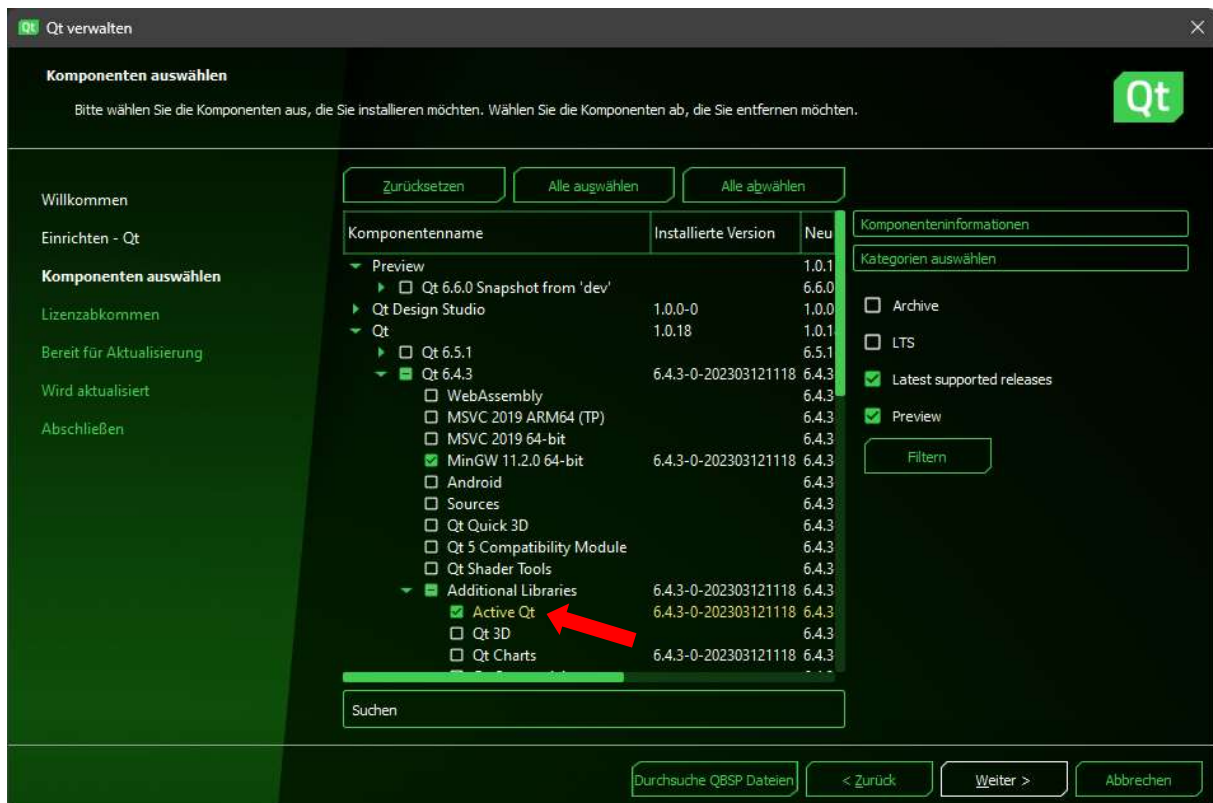 Qt verwalten
Komponenten auswählen
Bitte wählen Sie die Komponenten aus, die Sie installieren möchten. Wählen Sie die Komponenten ab, die Sie entfernen möchten.
Qt
Willkommen
Einrichten - Qt
Komponenten auswählen
Lizenzabkommen
Bereit für Aktualisierung
Wird aktualisiert
Abschließen
Zurücksetzen Alle auswählen Alle abwählen
Komponentenname Installierte Version Neu
Preview 1.0.1
Qt 6.6.0 Snapshot from 'dev' 6.6.0
Qt Design Studio 1.0.0-0 1.0.0
Qt 1.0.18 1.0.1
Qt 6.5.1 6.5.1
Qt 6.4.3 6.4.3-0-202303121118 6.4.3
WebAssembly 6.4.3
MSVC 2019 ARM64 (TP) 6.4.3
MSVC 2019 64-bit 6.4.3
MinGW 11.2.0 64-bit 6.4.3-0-202303121118 6.4.3
Android 6.4.3
Sources 6.4.3
Qt Quick 3D 6.4.3
Qt 5 Compatibility Module 6.4.3
Qt Shader Tools 6.4.3
Additional Libraries 6.4.3-0-202303121118 6.4.3
Active Qt 6.4.3-0-202303121118 6.4.3
Qt 3D 6.4.3
Qt Charts 6.4.3-0-202303121118 6.4.3
Suchen
Komponenteninformationen
Kategorien auswählen
Archive
LTS
Latest supported releases
Preview
Filtern
Durchsuche QBSP Dateien < Zurück Weiter > Abbrechen